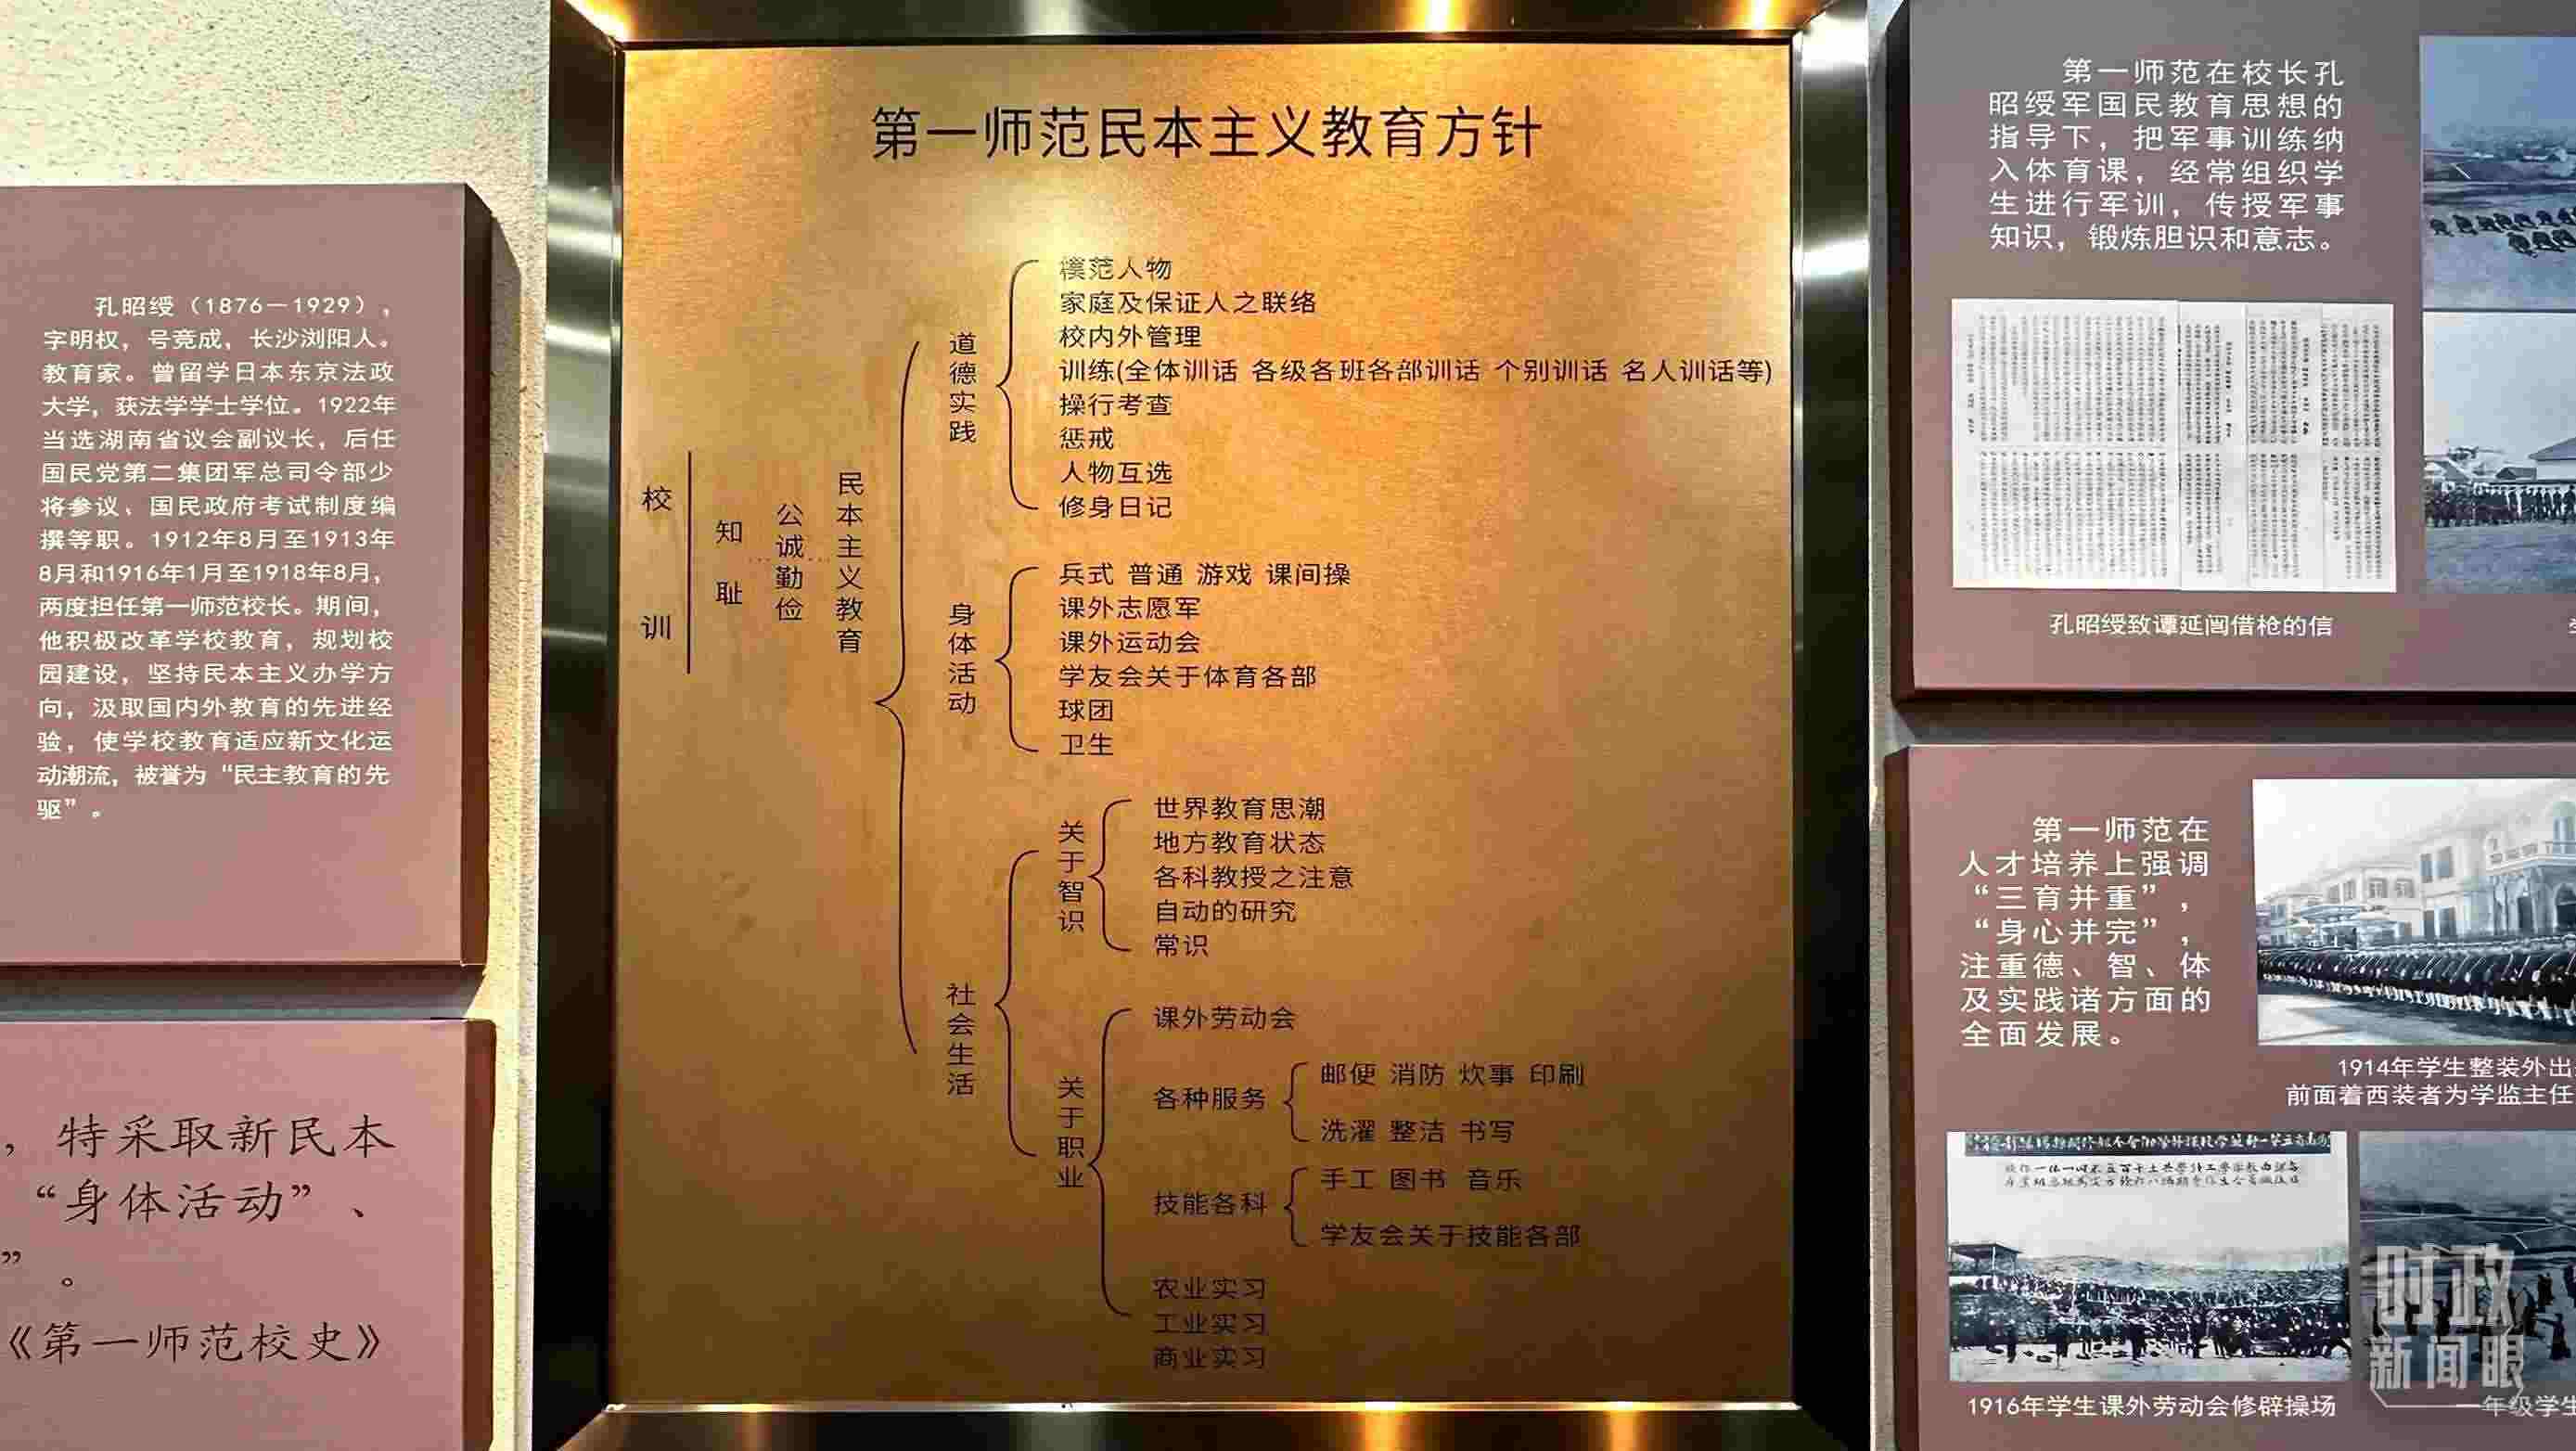 孔昭绶（1876－1929），
字明权，号竞成，长沙浏阳人。
教育家。曾留学日本东京法政
大学，获法学学士学位。1922年
当选湖南省议会副议长，后任
国民党第二集团军总司令部少
将参议、国民政府考试制度编
撰等职。1912年8月至1913年
8月和1916年1月至1918年8月，
两度担任第一师范校长。期间，
他积极改革学校教育，规划校
园建设，坚持民本主义办学方
向，汲取国内外教育的先进经
验，使学校教育适应新文化运
动潮流，被誉为“民主教育的先
驱”。
，特采取新民本
“身体活动”、
”。
《第一师范校史》
第一师范民本主义教育方针
校训
知耻
公诚勤俭
民本主义教育
道德实践
模范人物
家庭及保证人之联络
校内外管理
训练(全体训话 各级各班各部训话 个别训话 名人训话等)
操行考查
惩戒
人物互选
修身日记
身体活动
兵式 普通 游戏 课间操
课外志愿军
课外运动会
学友会关于体育各部
球团
卫生
社会生活
关于智识
世界教育思潮
地方教育状态
各科教授之注意
自动的研究
常识
关于职业
课外劳动会
各种服务
邮便 消防 炊事 印刷
洗濯 整洁 书写
技能各科
手工 图书 音乐
学友会关于技能各部
农业实习
工业实习
商业实习
第一师范在校长孔
昭绶军国民教育思想的
指导下，把军事训练纳
入体育课，经常组织学
生进行军训，传授军事
知识，锻炼胆识和意志。
孔昭绶致谭延闿借枪的信
第一师范在
人才培养上强调
“三育并重”，
“身心并完”，
注重德、智、体
及实践诸方面的
全面发展。
1914年学生整装外出
前面着西装者为学监主任
1916年学生课外劳动会修辟操场
一年级学生
时政
新闻眼